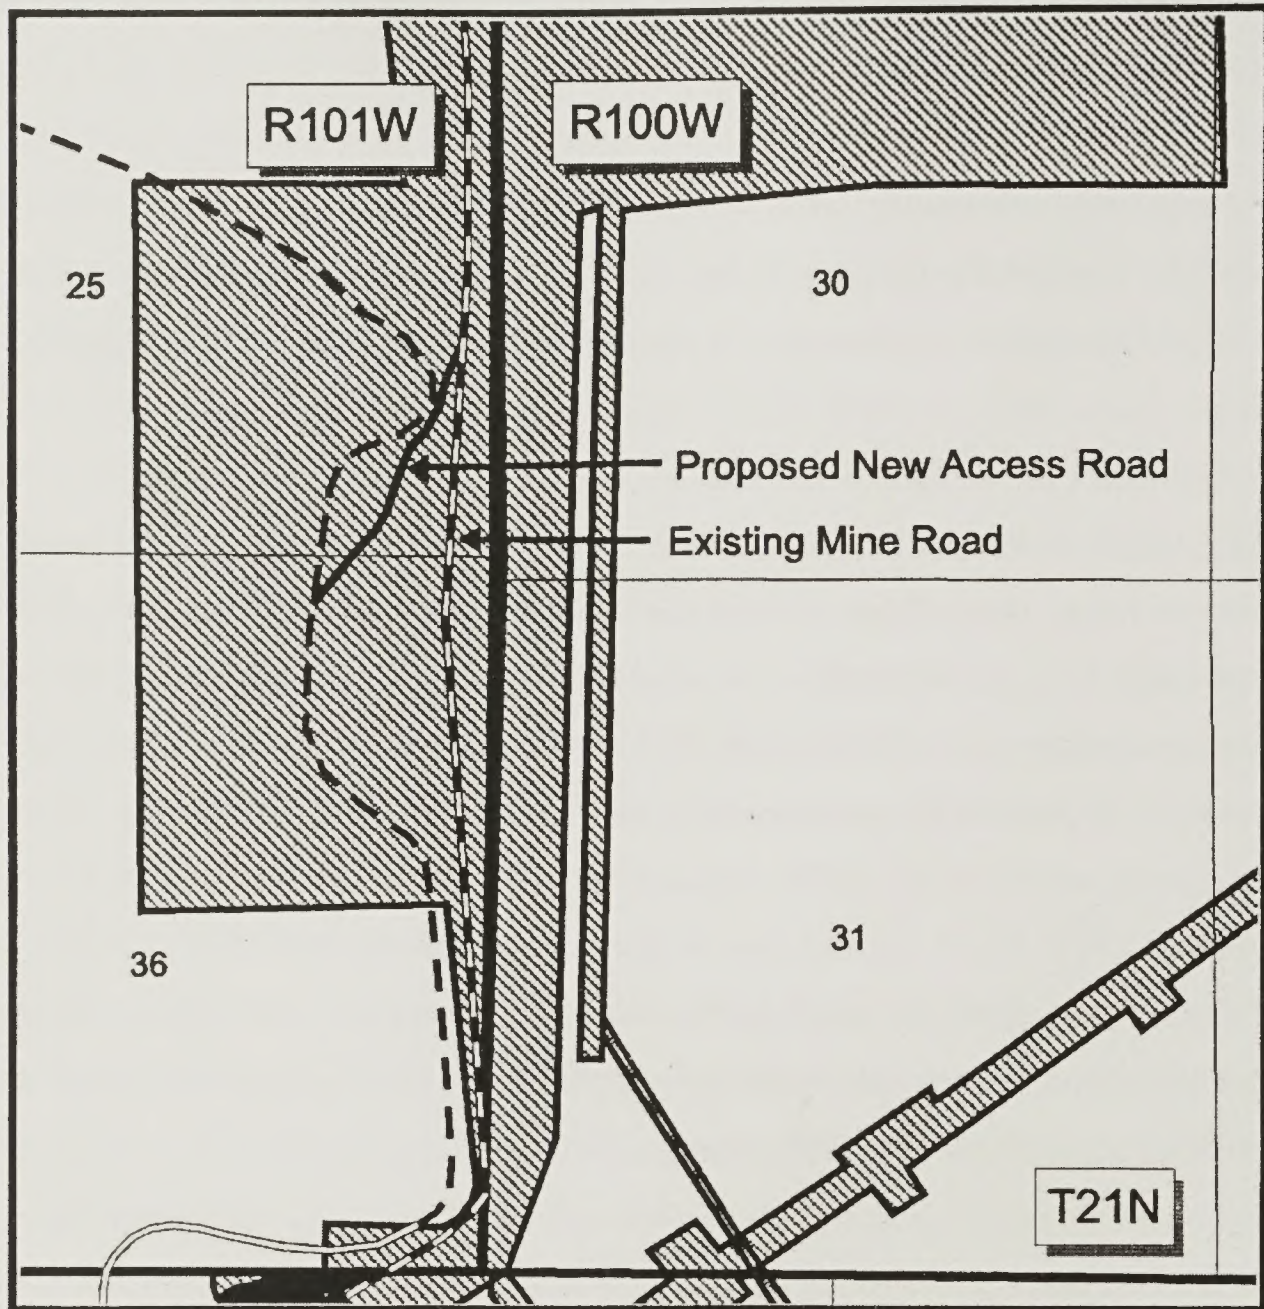 R101W
R100W
25
30
Proposed New Access Road
Existing Mine Road
36
31
T21N